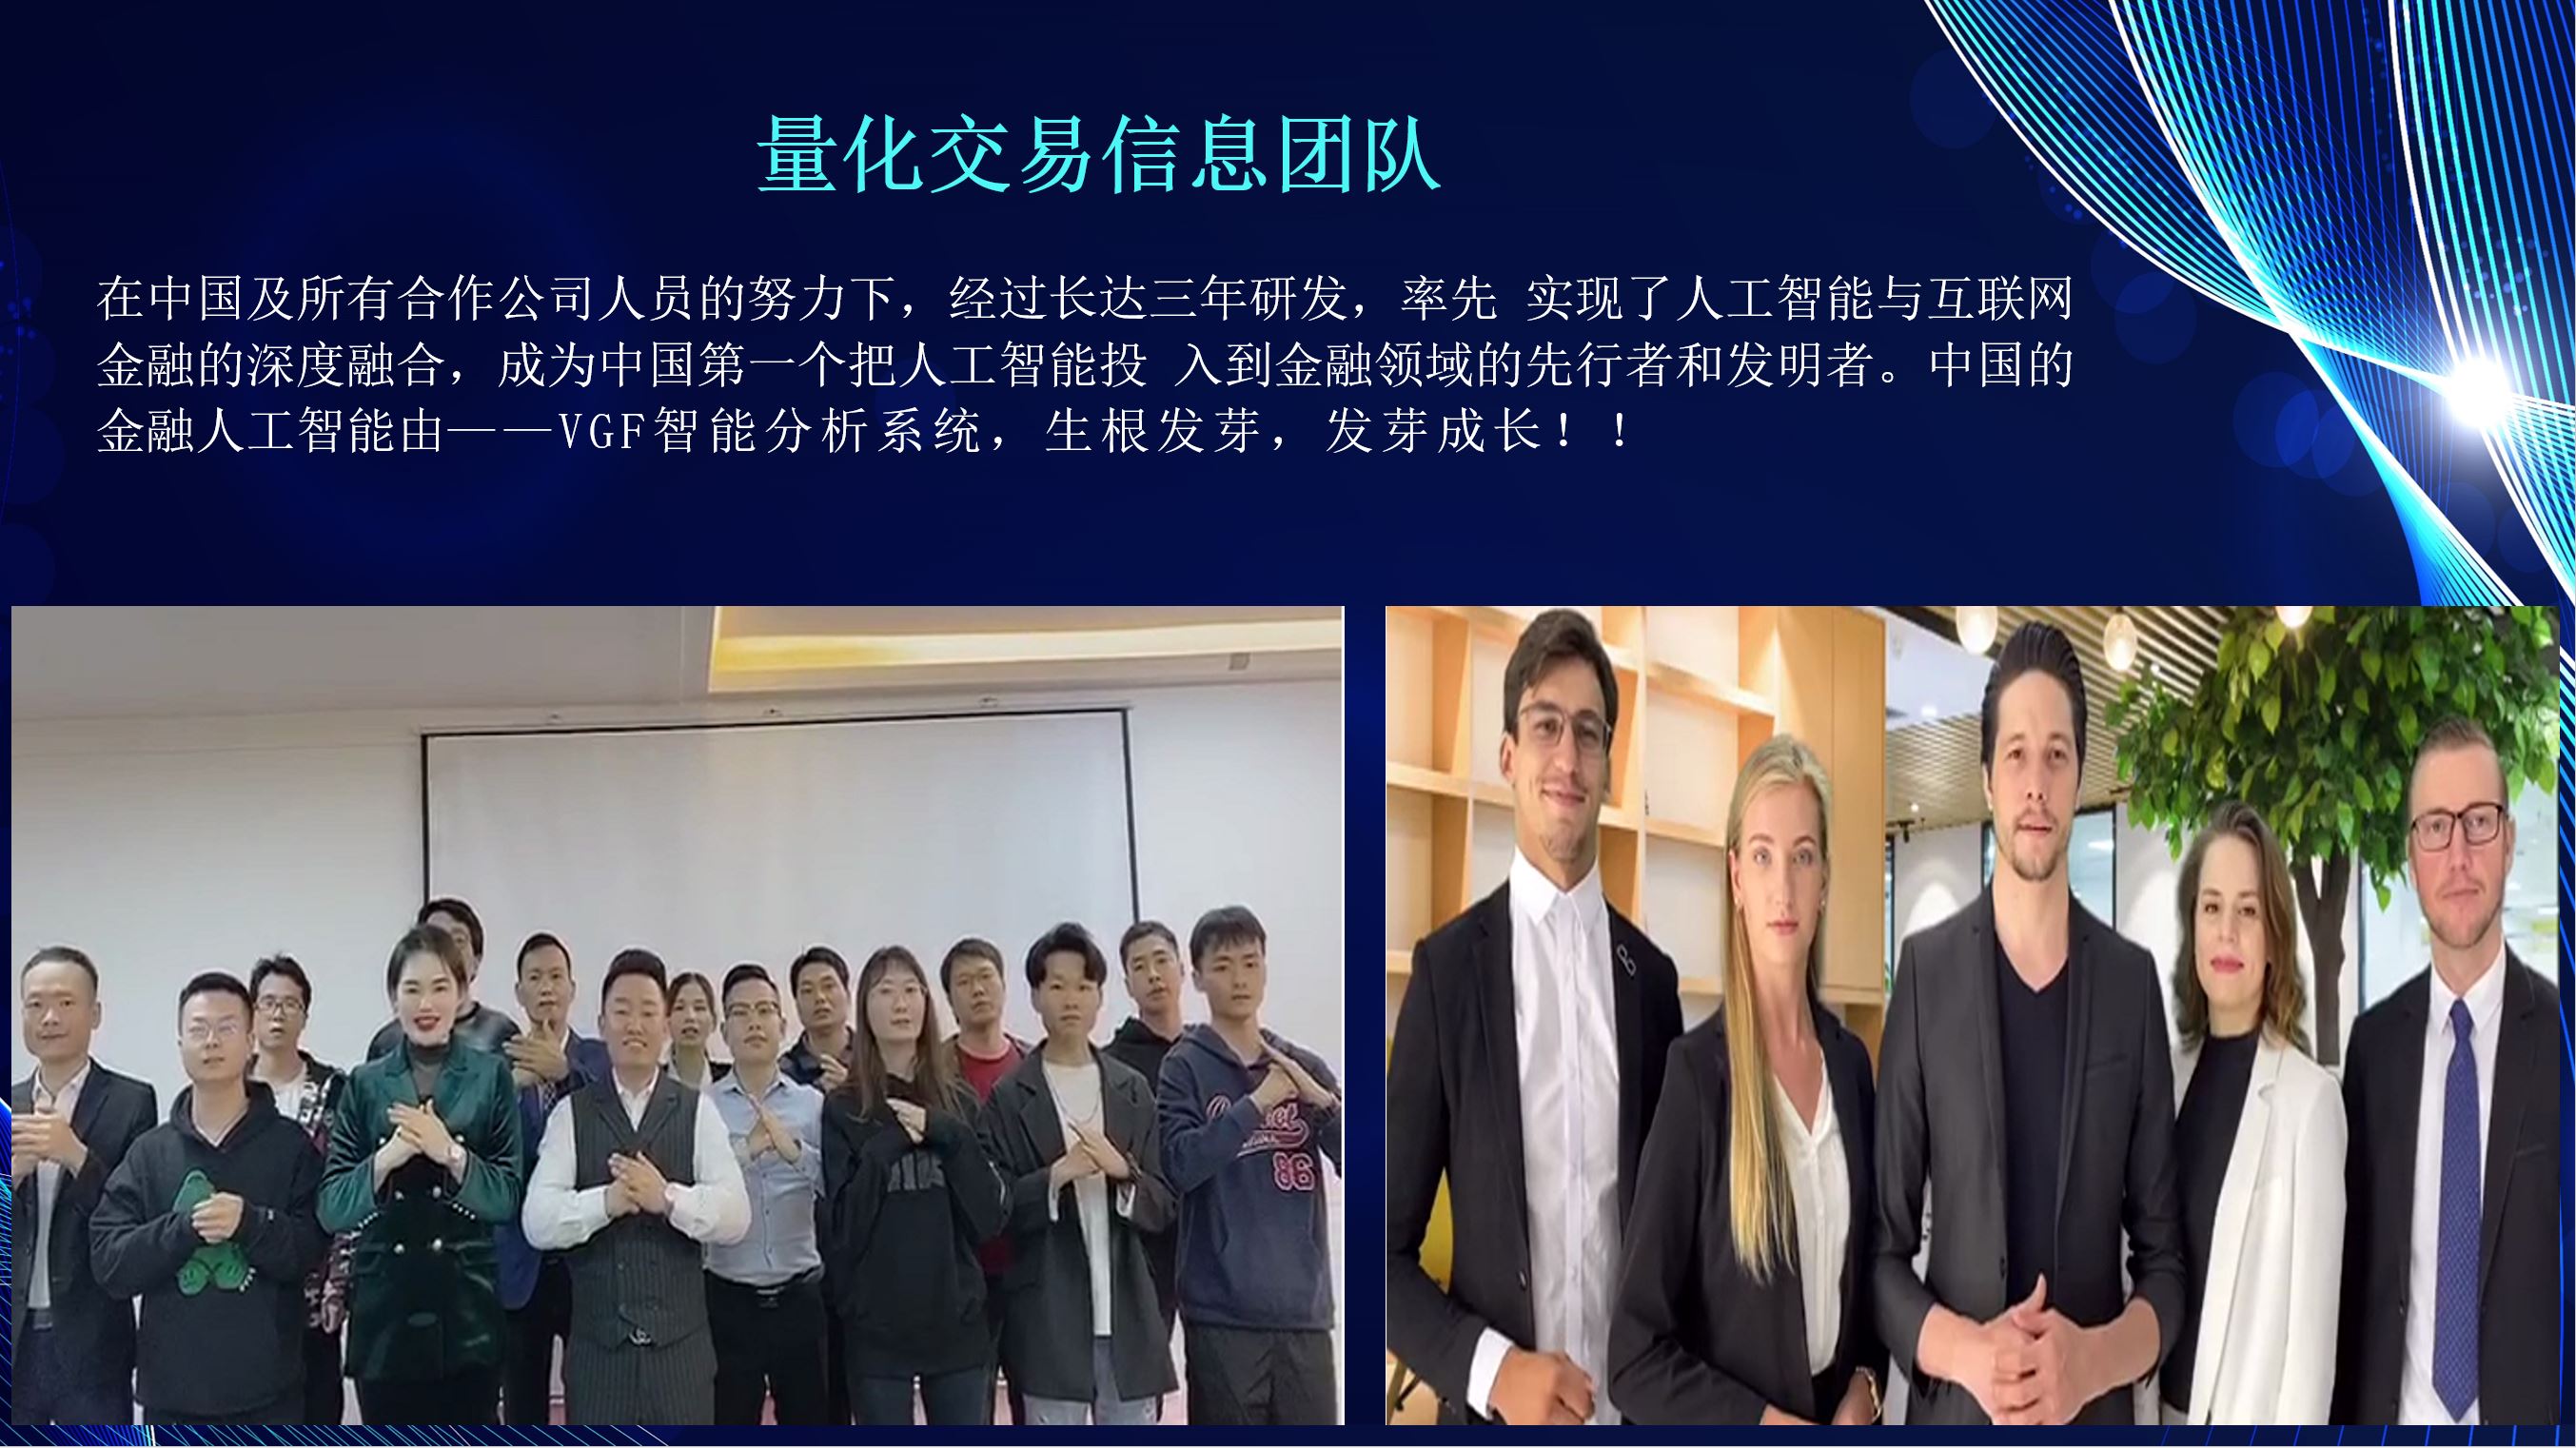 量化交易信息团队
在中国及所有合作公司人员的努力下，经过长达三年研发，率先 实现了人工智能与互联网
金融的深度融合，成为中国第一个把人工智能投 入到金融领域的先行者和发明者。中国的
金融人工智能由——VGF智能分析系统，生根发芽，发芽成长！！
86